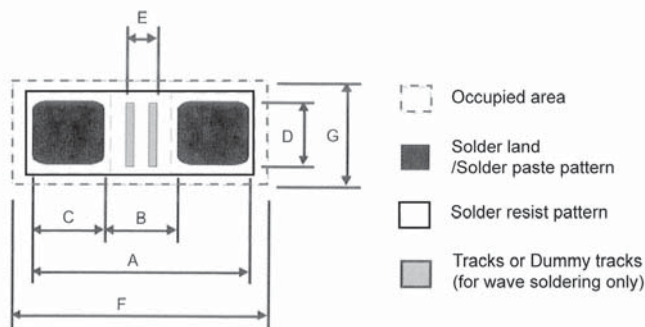 E
D
G
C
B
A
F
Occupied area
Solder land
/Solder paste pattern
Solder resist pattern
Tracks or Dummy tracks
(for wave soldering only)